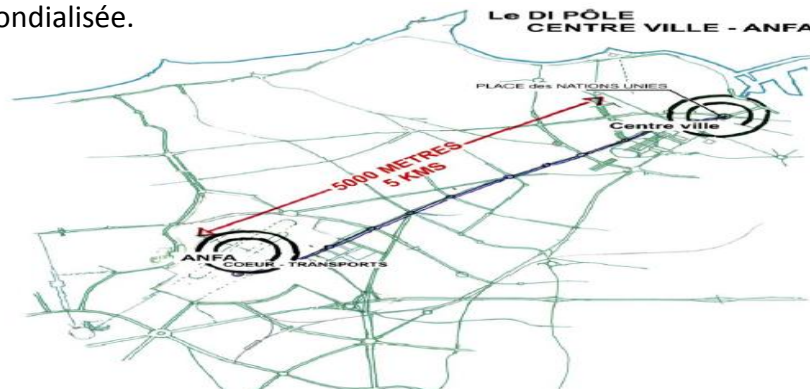 ondialisée.
Le DI PÔLE
CENTRE VILLE - ANFA
PLACE des NATIONS UNIES
Centre ville
5000 METRES
5 KMS
ANFA
COEUR - TRANSPORTS